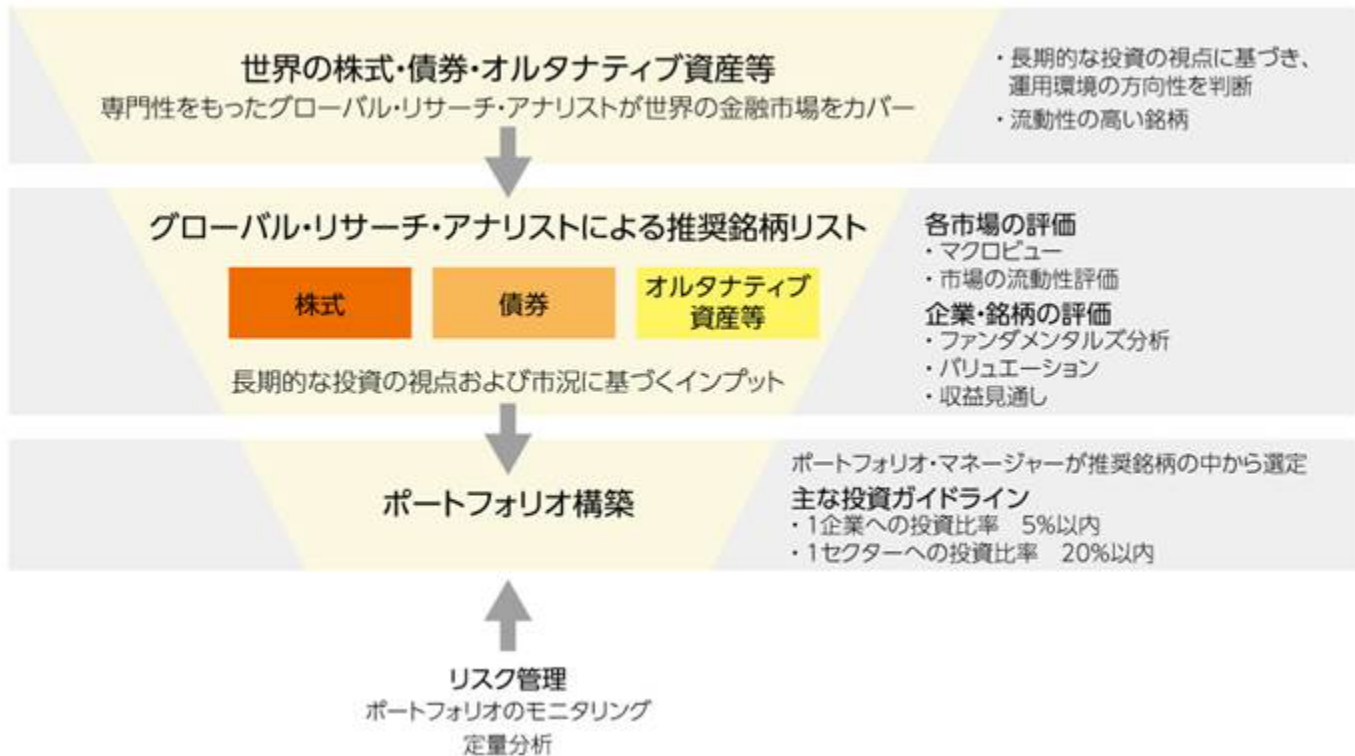 世界の株式・債券・オルタナティブ資産等
専門性をもったグローバル・リサーチ・アナリストが世界の金融市場をカバー
・長期的な投資の視点に基づき、
運用環境の方向性を判断
・流動性の高い銘柄
グローバル・リサーチ・アナリストによる推奨銘柄リスト
株式
債券
オルタナティブ
資産等
長期的な投資の視点および市況に基づくインプット
各市場の評価
・マクロビュー
・市場の流動性評価
企業・銘柄の評価
・ファンダメンタルズ分析
・バリュエーション
・収益見通し
ポートフォリオ構築
ポートフォリオ・マネージャーが推奨銘柄の中から選定
主な投資ガイドライン
・1企業への投資比率　5%以内
・1セクターへの投資比率　20%以内
リスク管理
ポートフォリオのモニタリング
定量分析